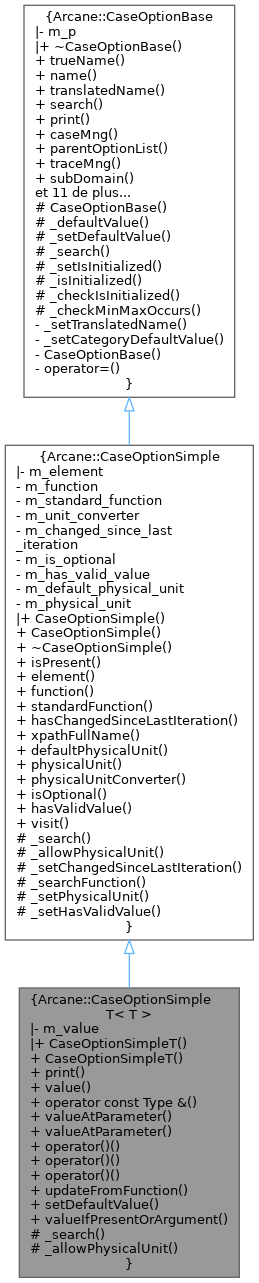 {Arcane::CaseOptionBase
|- m_p
|+ ~CaseOptionBase()
+ trueName()
+ name()
+ translatedName()
+ search()
+ print()
+ caseMng()
+ parentOptionList()
+ traceMng()
+ subDomain()
et 11 de plus...
# CaseOptionBase()
# _defaultValue()
# _setDefaultValue()
# _search()
# _setIsInitialized()
# _isInitialized()
# _checkIsInitialized()
# _checkMinMaxOccurs()
- _setTranslatedName()
- _setCategoryDefaultValue()
- CaseOptionBase()
- operator=()
}
{Arcane::CaseOptionSimple
|- m_element
- m_function
- m_standard_function
- m_unit_converter
- m_changed_since_last
_iteration
- m_is_optional
- m_has_valid_value
- m_default_physical_unit
- m_physical_unit
|+ CaseOptionSimple()
+ CaseOptionSimple()
+ ~CaseOptionSimple()
+ isPresent()
+ element()
+ function()
+ standardFunction()
+ hasChangedSinceLastIteration()
+ xpathFullName()
+ defaultPhysicalUnit()
+ physicalUnit()
+ physicalUnitConverter()
+ isOptional()
+ hasValidValue()
+ visit()
# _search()
# _allowPhysicalUnit()
# _setChangedSinceLastIteration()
# _searchFunction()
# _setPhysicalUnit()
# _setHasValidValue()
}
{Arcane::CaseOptionSimple
T< T >
|- m_value
|+ CaseOptionSimpleT()
+ CaseOptionSimpleT()
+ print()
+ value()
+ operator const Type &()
+ valueAtParameter()
+ valueAtParameter()
+ operator()()
+ operator()()
+ operator()()
+ updateFromFunction()
+ setDefaultValue()
+ valueIfPresentOrArgument()
# _search()
# _allowPhysicalUnit()
}